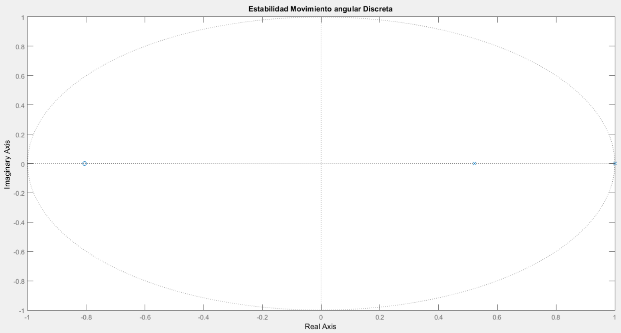 Estabilidad Movimiento angular Discreta
1
0.8
0.6
0.4
0.2
0
-0.2
-0.4
-0.6
-0.8
-1
Imaginary Axis
-1 -0.8 -0.6 -0.4 -0.2 0 0.2 0.4 0.6 0.8 1
Real Axis